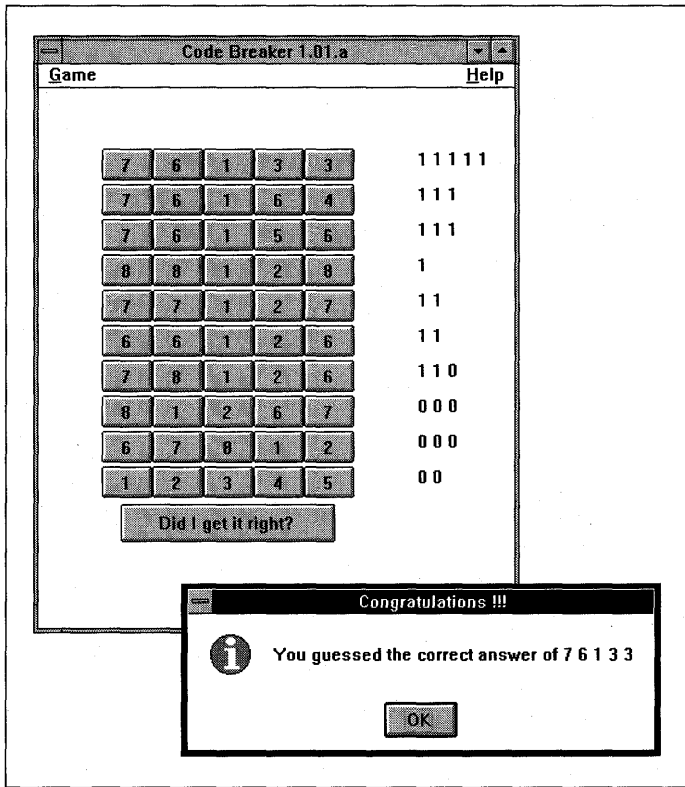 Code Breaker 1.01.a
Game Help
7 6 1 3 3 1 1 1 1 1
7 6 1 6 4 1 1 1
7 6 1 5 6 1 1 1
8 8 1 2 8 1
7 7 1 2 7 1 1
6 6 1 2 6 1 1
7 8 1 2 6 1 1 0
8 1 2 6 7 0 0 0
6 7 8 1 2 0 0 0
1 2 3 4 5 0 0
Did I get it right?
Congratulations !!!
You guessed the correct answer of 7 6 1 3 3
OK